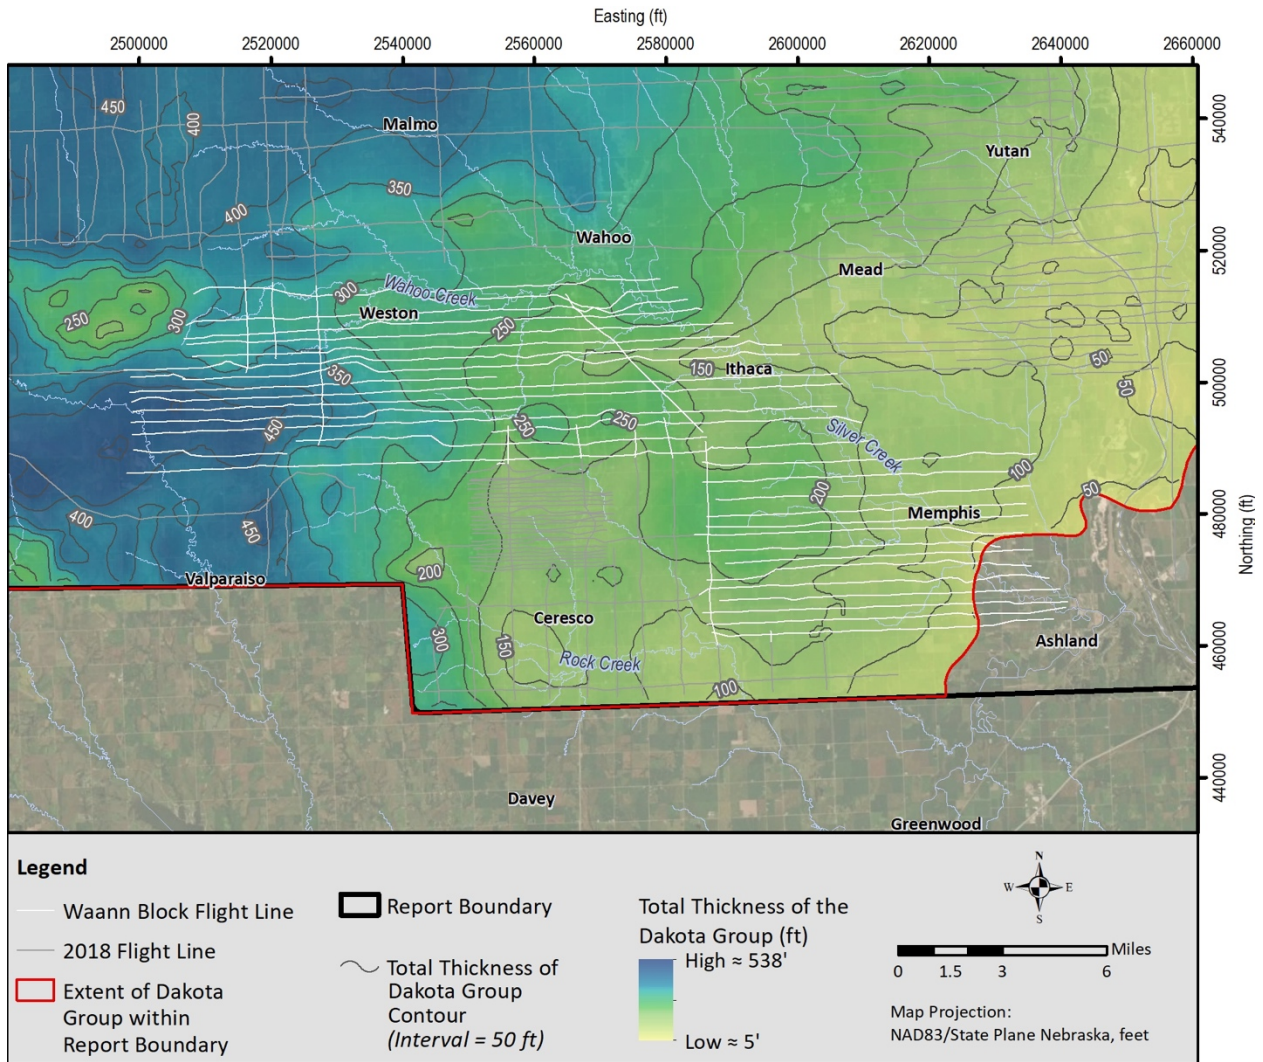 Easting (ft)
2500000 2520000 2540000 2560000 2580000 2600000 2620000 2640000 2660000
450
400
Malmo
540000
Yutan
350
400
Wahoo
520000
Mead
Wahoo Creek
300
Weston
250
300
250
50
150
Ithaca
350
50
500000
450
250
250
Silver Creek
100
50
200
480000
Memphis
400
450
Northing (ft)
200
Valparaiso
Ceresco
300
150
Ashland
460000
Rock Creek
100
440000
Davey
Greenwood
Legend
Waann Block Flight Line
2018 Flight Line
Extent of Dakota
Group within
Report Boundary
Report Boundary
Total Thickness of
Dakota Group
Contour
(Interval = 50 ft)
Total Thickness of the
Dakota Group (ft)
High ≈ 538'
Low ≈ 5'
N
W E
S
Miles
0 1.5 3 6
Map Projection:
NAD83/State Plane Nebraska, feet